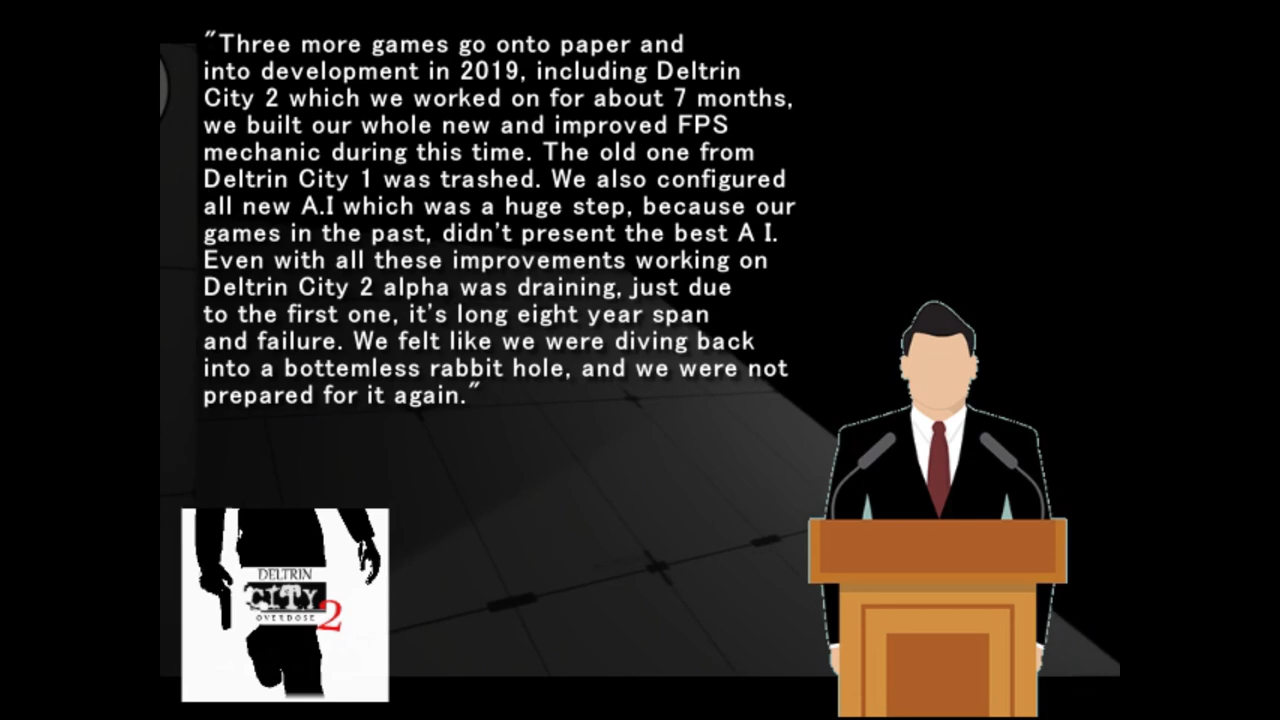 "Three more games go onto paper and
into development in 2019, including Deltrin
City 2 which we worked on for about 7 months,
we built our whole new and improved FPS
mechanic during this time. The old one from
Deltrin City 1 was trashed. We also configured
all new A.I which was a huge step, because our
games in the past, didn't present the best A I.
Even with all these improvements working on
Deltrin City 2 alpha was draining, just due
to the first one, it's long eight year span
and failure. We felt like we were diving back
into a bottemless rabbit hole, and we were not
prepared for it again."
DELTRIN
CITY 2
OVERDOSE